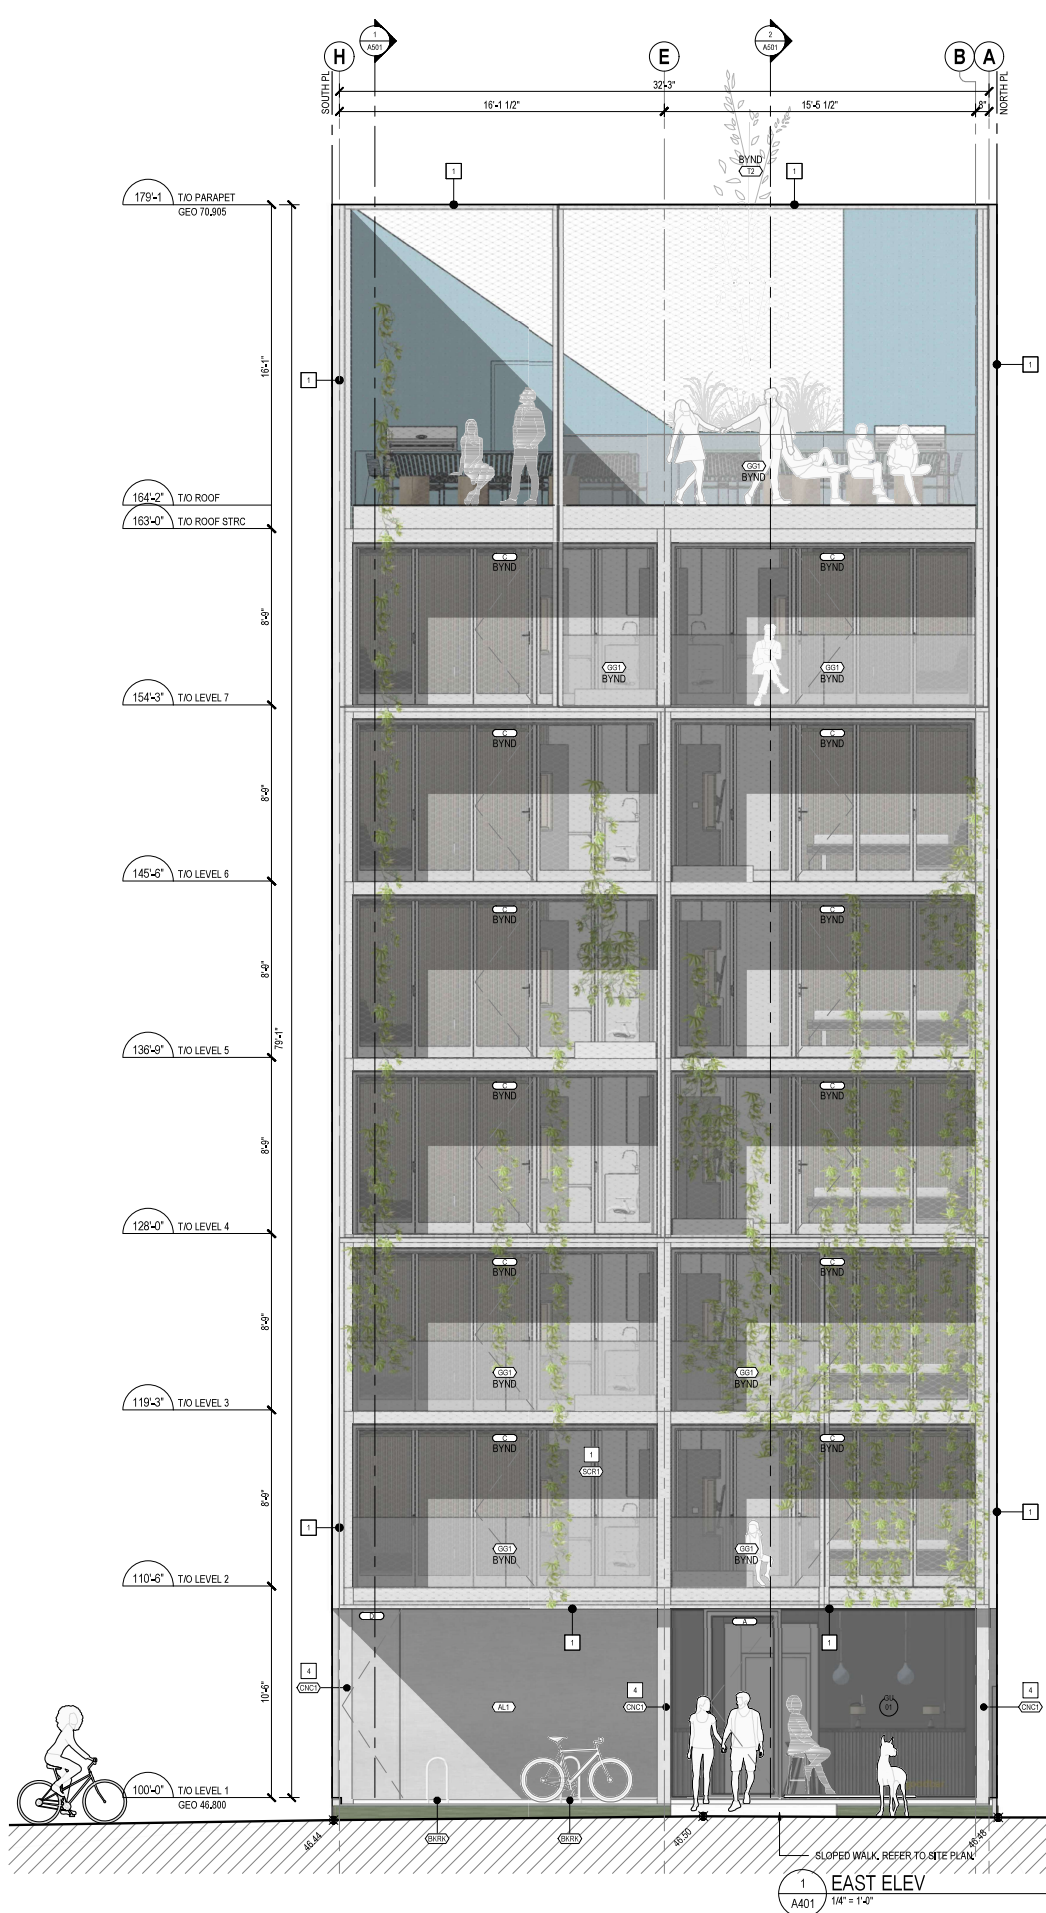 1
A501
2
A501
H
E
B
A
SOUTH PL
NORTH PL
32'-3"
16'-1 1/2"
15'-5 1/2"
8"
BYND
T2
1
1
179'-1
T/O PARAPET
GEO 70.905
16'-1"
1
1
GG1
BYND
164'-2"
T/O ROOF
163'-0"
T/O ROOF STRC
C
BYND
C
BYND
8'-9"
GG1
BYND
GG1
BYND
154'-3"
T/O LEVEL 7
C
BYND
C
BYND
8'-9"
145'-6"
T/O LEVEL 6
C
BYND
C
BYND
8'-9"
79'-1"
136'-9"
T/O LEVEL 5
C
BYND
C
BYND
8'-9"
128'-0"
T/O LEVEL 4
C
BYND
C
BYND
8'-9"
GG1
BYND
GG1
BYND
119'-3"
T/O LEVEL 3
C
BYND
C
BYND
1
SCR1
8'-9"
1
1
GG1
BYND
GG1
BYND
110'-6"
T/O LEVEL 2
D
A
1
1
4
CNC1
4
CNC1
4
CNC1
10'-6"
AL1
GU
01
100'-0"
T/O LEVEL 1
GEO 46.800
BKRK
BKRK
46.44
46.50
46.48
SLOPED WALK. REFER TO SITE PLAN.
1
A401
EAST ELEV
1/4" = 1'-0"